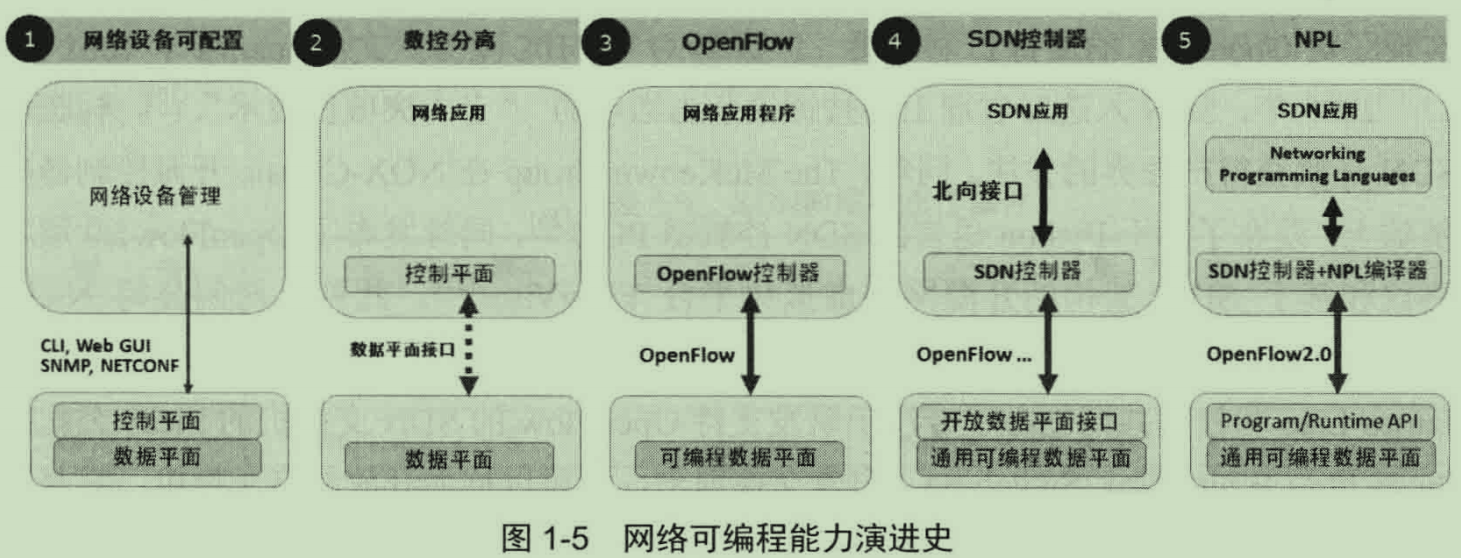 1 网络设备可配置
网络设备管理
CLI, Web GUI
SNMP, NETCONF
控制平面
数据平面
2 数控分离
网络应用
控制平面
数据平面接口
数据平面
3 OpenFlow
网络应用程序
OpenFlow控制器
OpenFlow
可编程数据平面
4 SDN控制器
SDN应用
北向接口
SDN控制器
OpenFlow ...
开放数据平面接口
通用可编程数据平面
5 NPL
SDN应用
Networking
Programming Languages
SDN控制器+NPL编译器
OpenFlow2.0
Program/Runtime API
通用可编程数据平面
图 1-5 网络可编程能力演进史